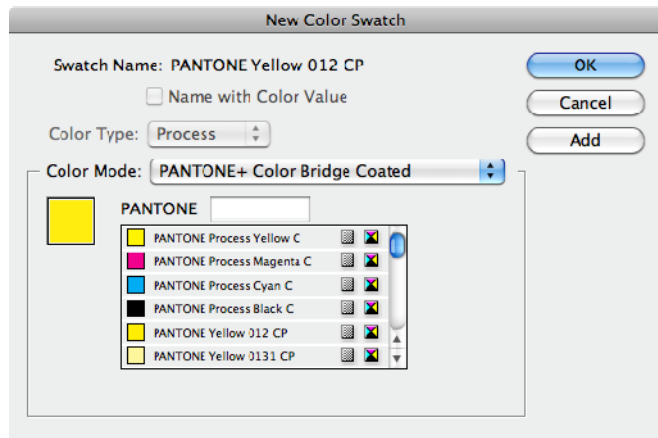 New Color Swatch
Swatch Name: PANTONE Yellow 012 CP
OK
Name with Color Value
Cancel
Color Type: Process
Add
Color Mode: PANTONE+ Color Bridge Coated
PANTONE
PANTONE Process Yellow C
PANTONE Process Magenta C
PANTONE Process Cyan C
PANTONE Process Black C
PANTONE Yellow 012 CP
PANTONE Yellow 0131 CP